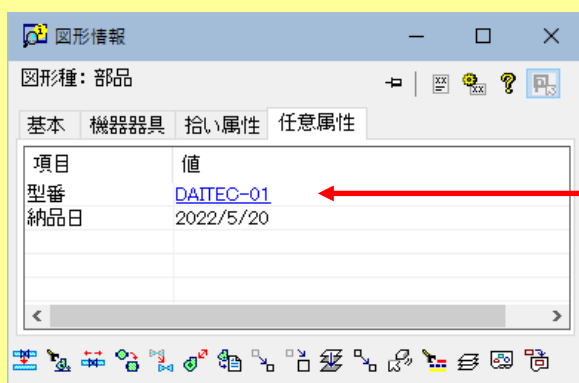 図形情報
図形種：部品
基本 機器器具 拾い属性 任意属性
項目 値
型番 DAITEC-01
納品日 2022/5/20